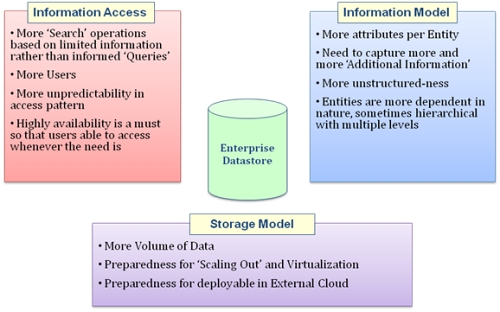 Information Access
• More 'Search' operations
based on limited information
rather than informed 'Queries'
• More Users
• More unpredictability in
access pattern
• Highly availability is a must
so that users able to access
whenever the need is
Information Model
• More attributes per Entity
• Need to capture more and
more 'Additional Information'
• More unstructured-ness
• Entities are more dependent in
nature, sometimes hierarchical
with multiple levels
Enterprise
Datastore
Storage Model
• More Volume of Data
• Preparedness for 'Scaling Out' and Virtualization
• Preparedness for deployable in External Cloud